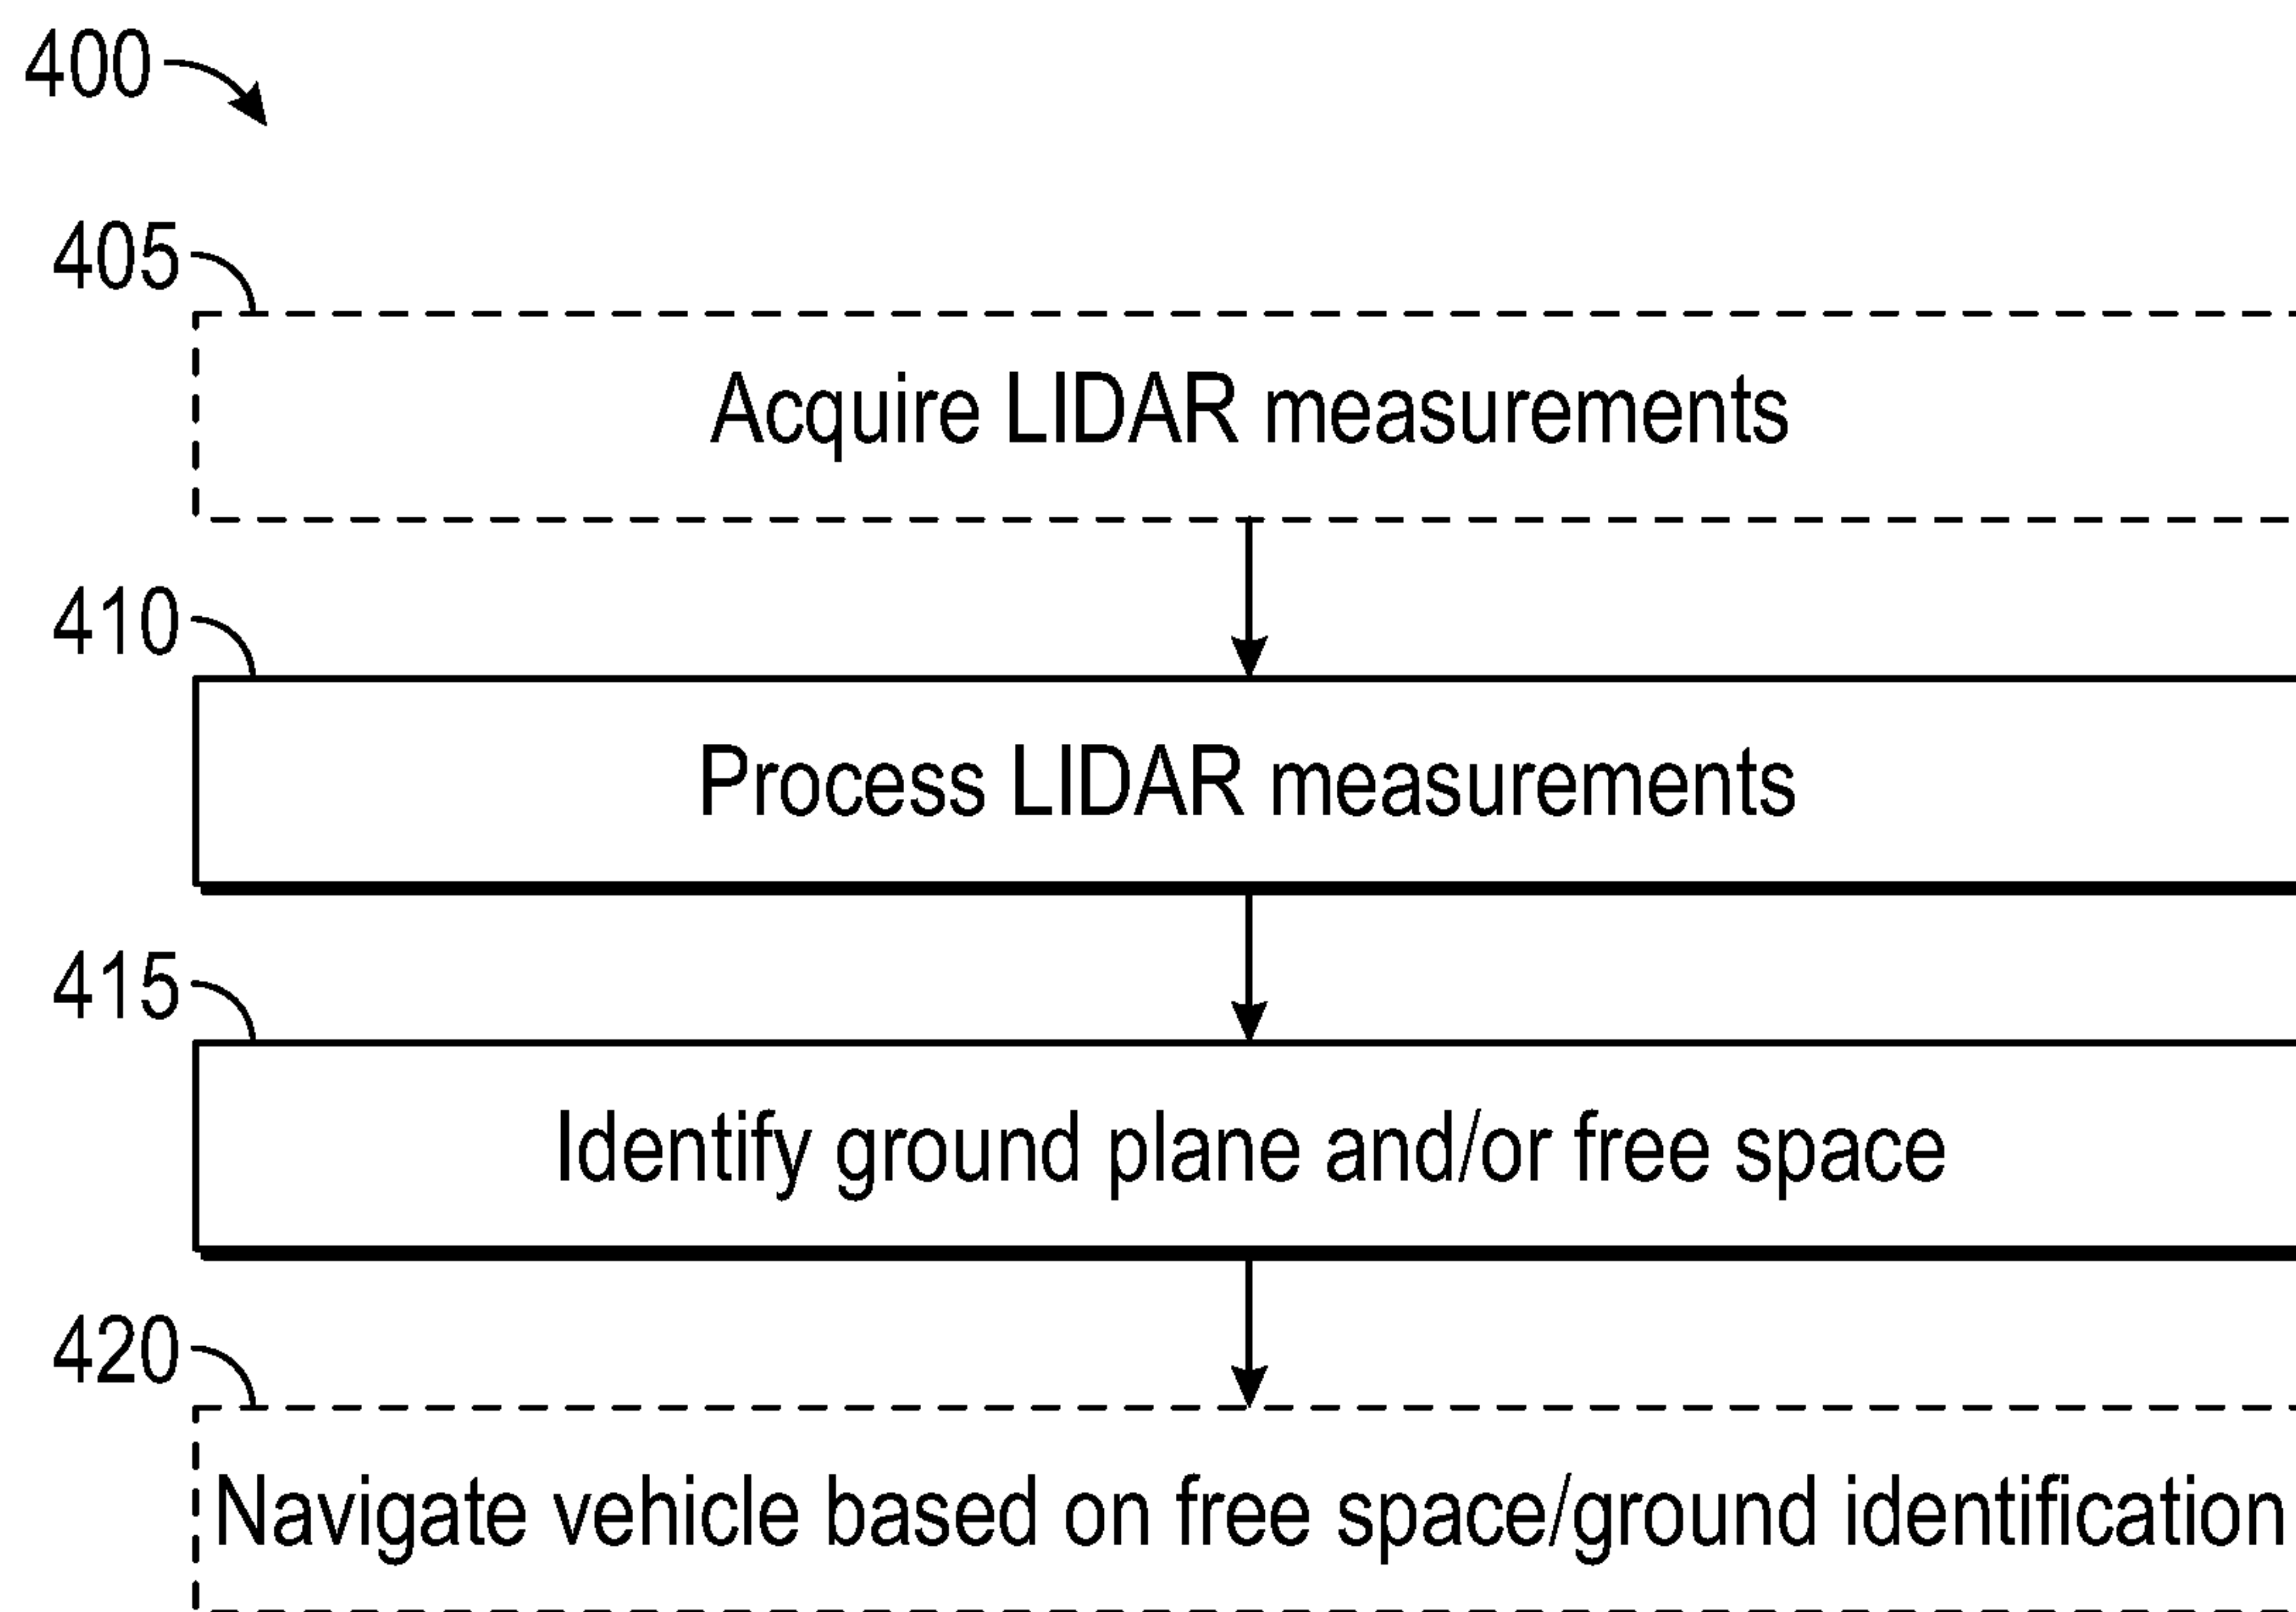 400
405
Acquire LIDAR measurements
410
Process LIDAR measurements
415
Identify ground plane and/or free space
420
Navigate vehicle based on free space/ground identification